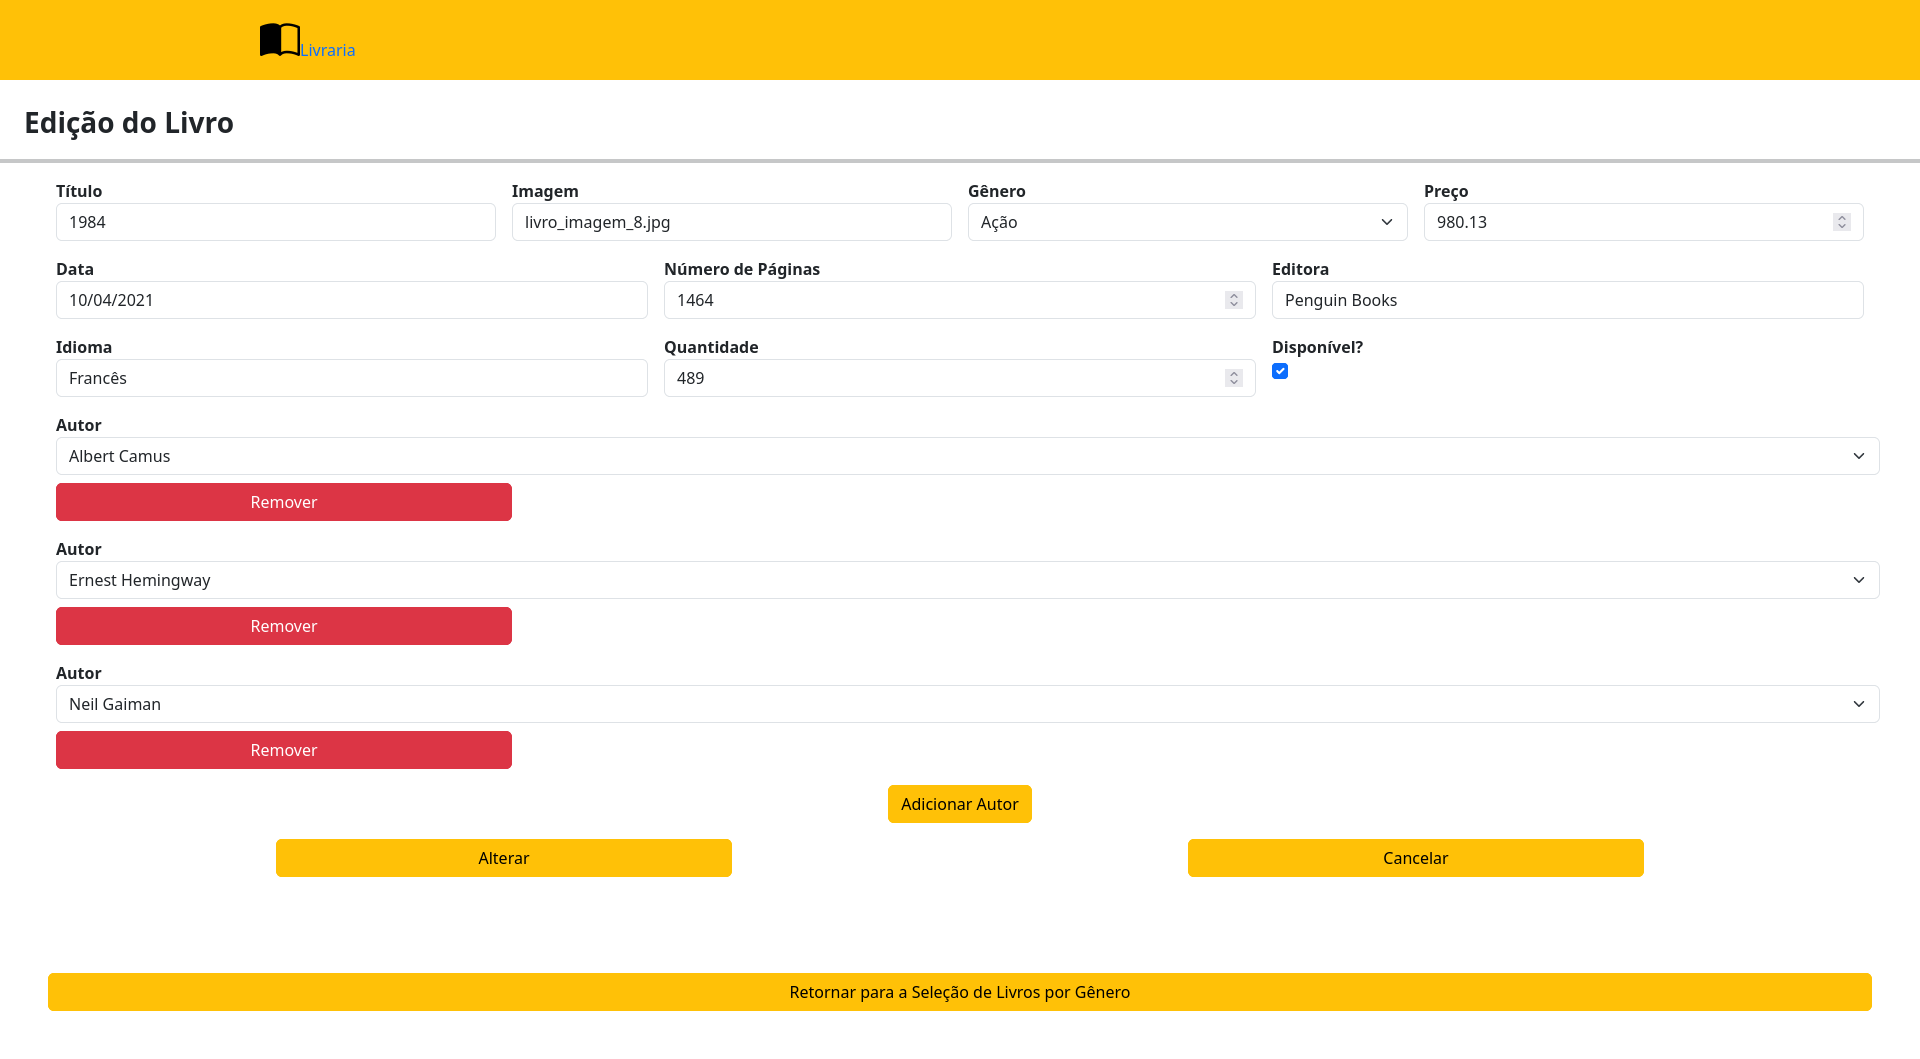 Livraria
Edição do Livro
Título Imagem Gênero Preço
1984 livro_imagem_8.jpg Ação 980.13
Data Número de Páginas Editora
10/04/2021 1464 Penguin Books
Idioma Quantidade Disponível?
Francês 489
Autor
Albert Camus
Remover
Autor
Ernest Hemingway
Remover
Autor
Neil Gaiman
Remover
Adicionar Autor
Alterar Cancelar
Retornar para a Seleção de Livros por Gênero